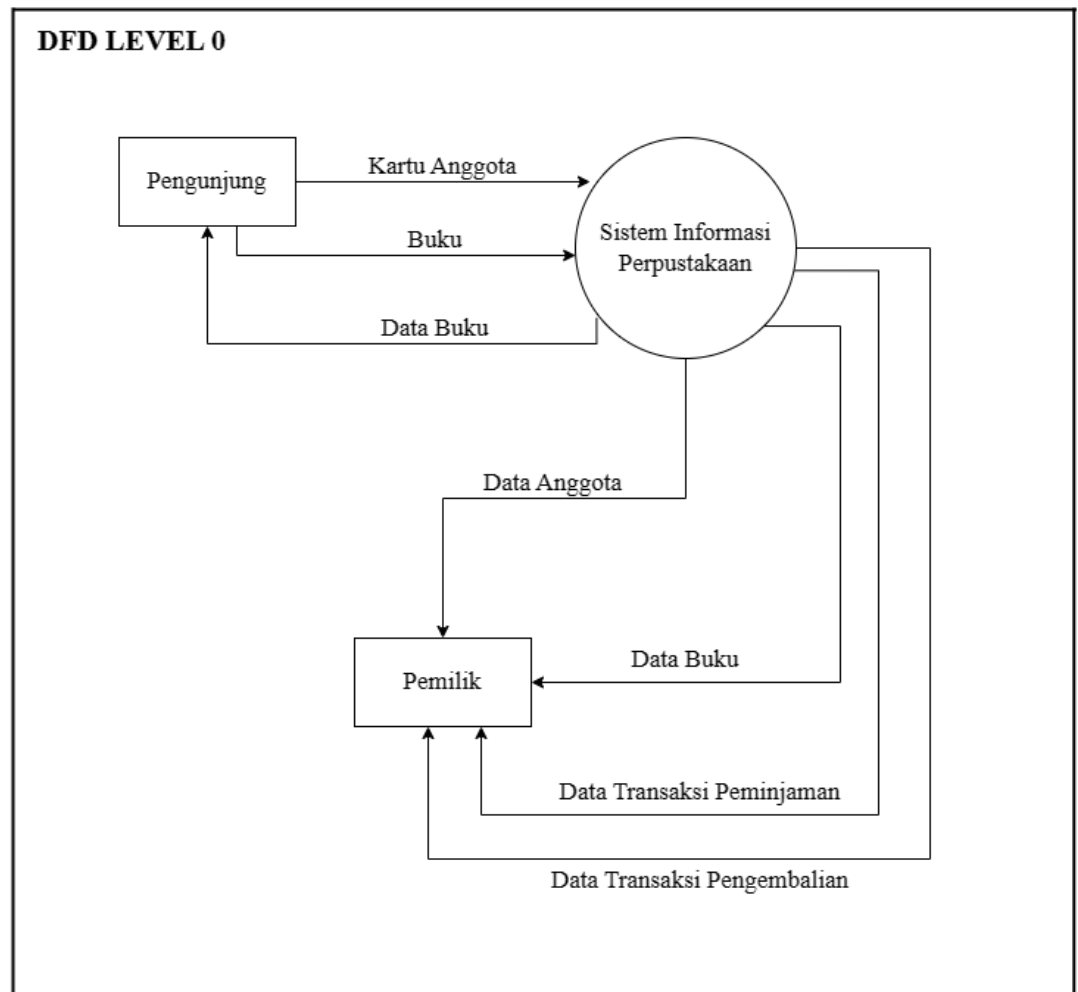 DFD LEVEL 0
Pengunjung
Kartu Anggota
Buku
Data Buku
Sistem Informasi
Perpustakaan
Data Anggota
Pemilik
Data Buku
Data Transaksi Peminjaman
Data Transaksi Pengembalian